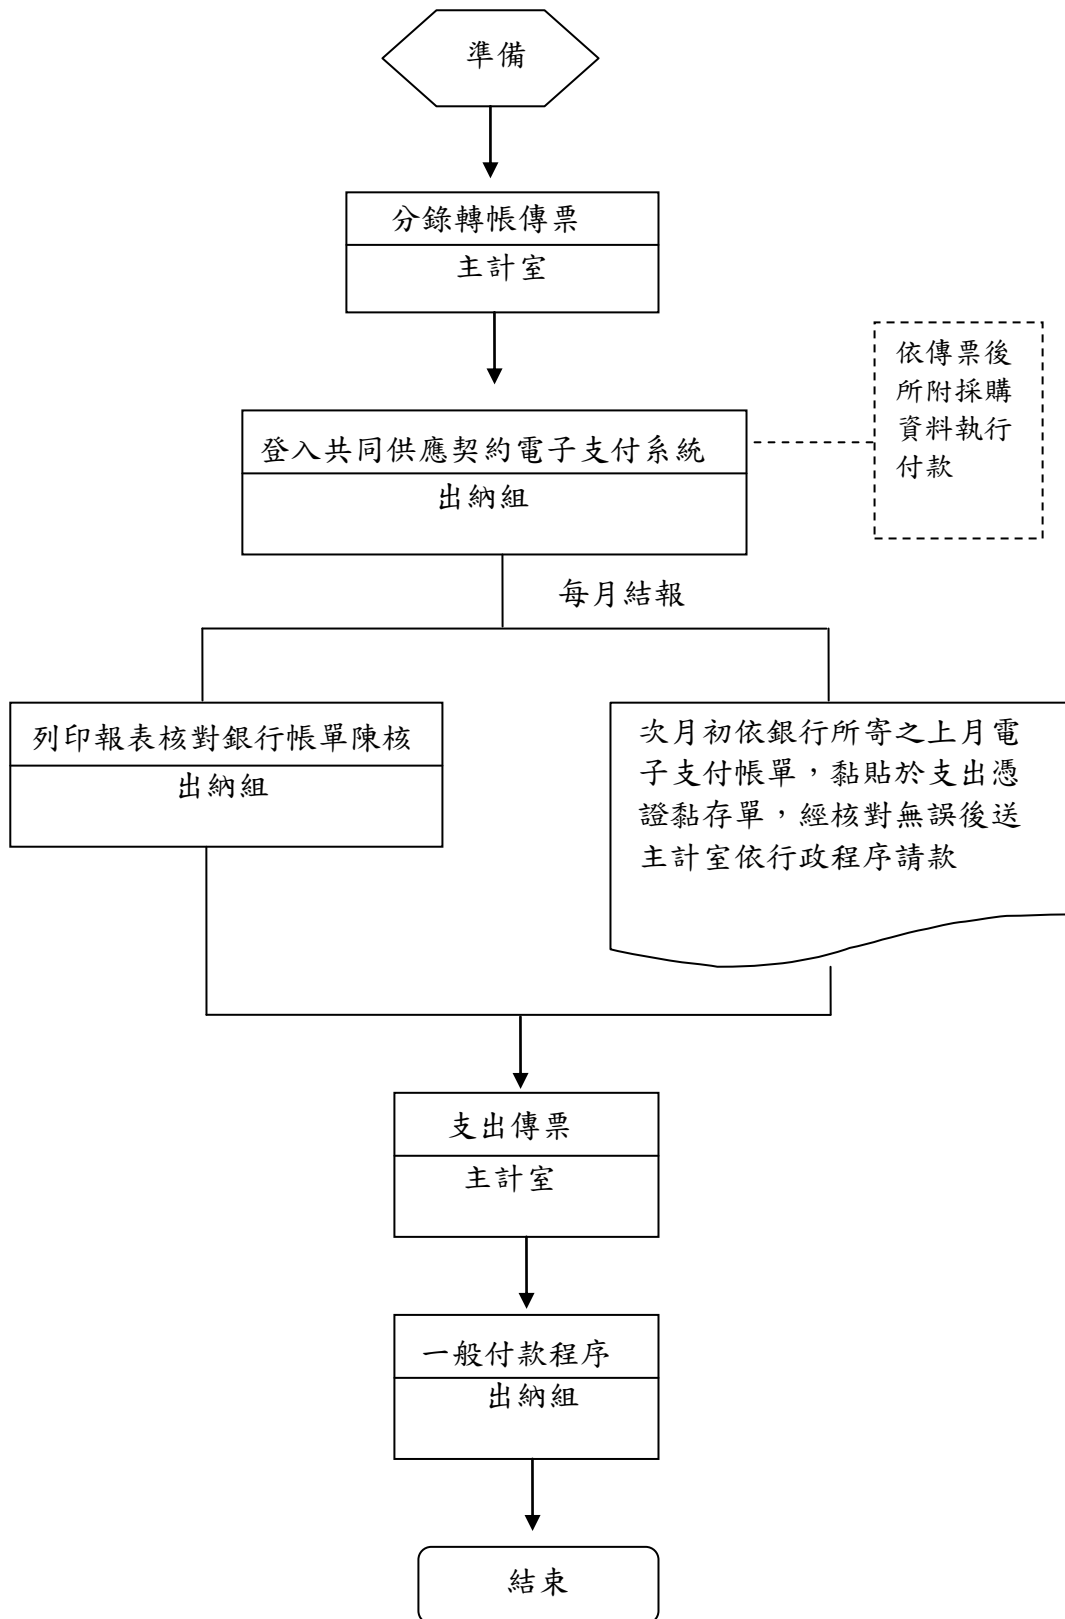 準備
分錄轉帳傳票
主計室
依傳票後
所附採購
資料執行
付款
登入共同供應契約電子支付系統
出納組
每月結報
列印報表核對銀行帳單陳核
出納組
次月初依銀行所寄之上月電
子支付帳單，黏貼於支出憑
證黏存單，經核對無誤後送
主計室依行政程序請款
支出傳票
主計室
一般付款程序
出納組
結束